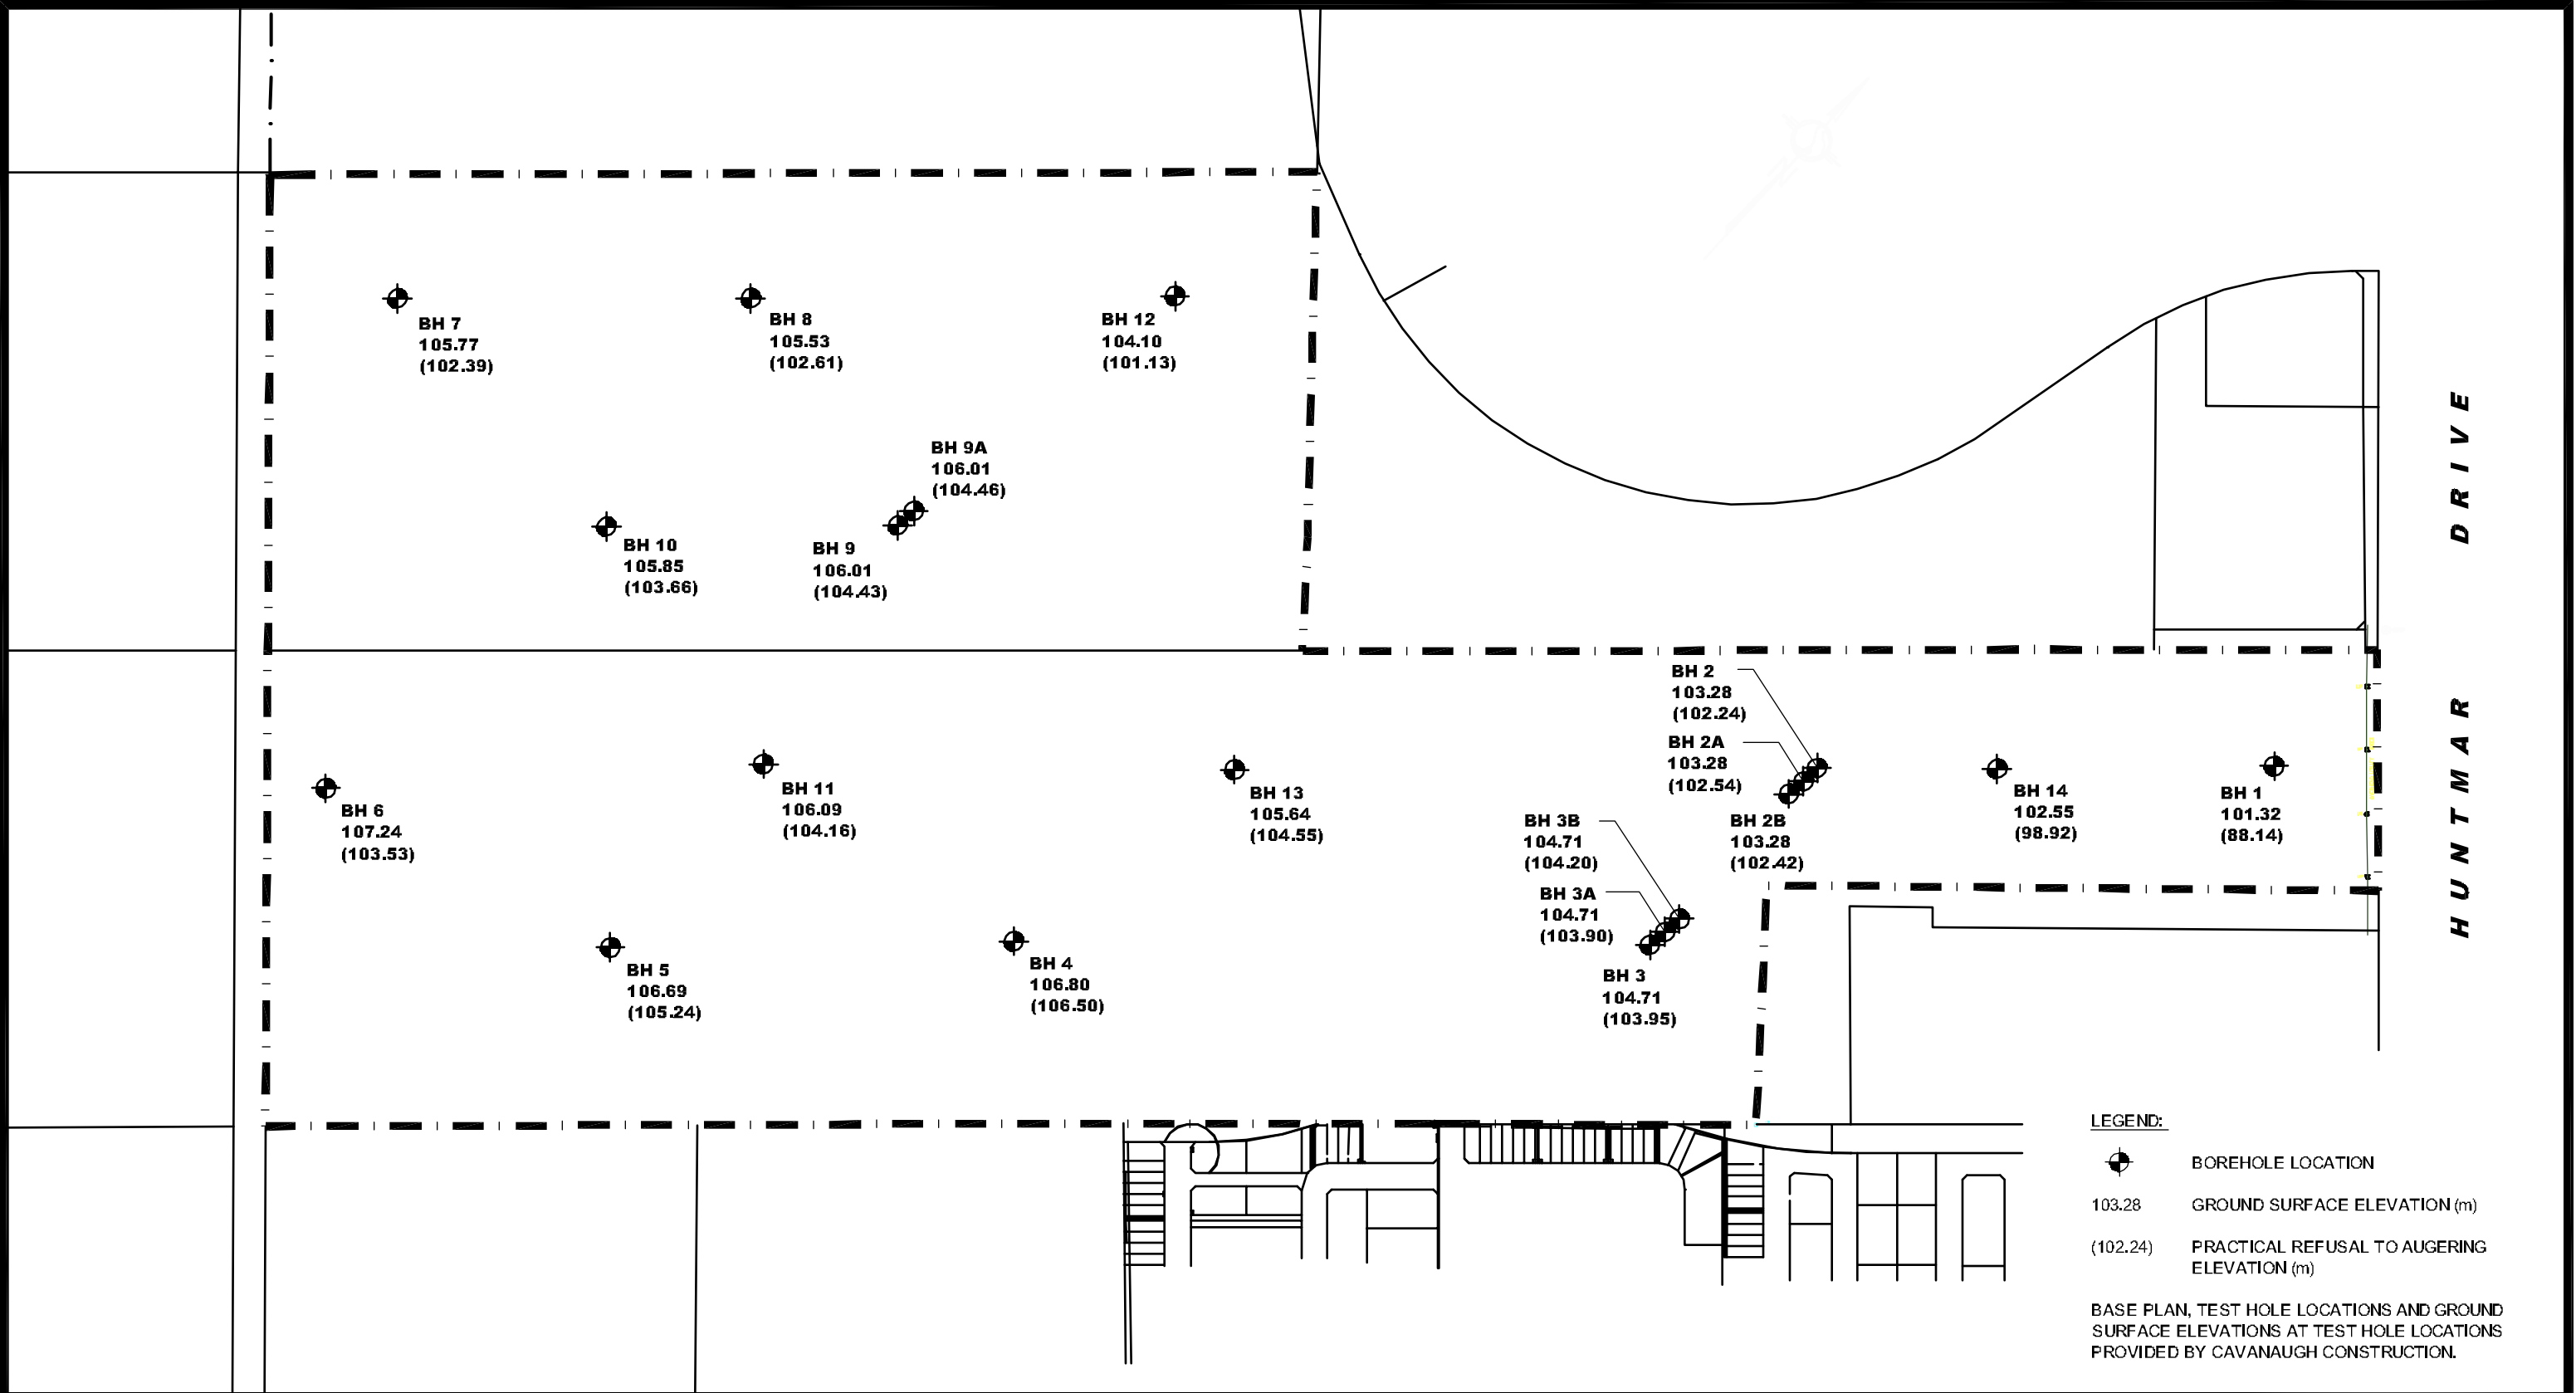 BH 7
105.77
(102.39)
BH 8
105.53
(102.61)
BH 12
104.10
(101.13)
BH 9A
106.01
(104.46)
BH 10
105.85
(103.66)
BH 9
106.01
(104.43)
BH 2
103.28
(102.24)
BH 2A
103.28
(102.54)
BH 2B
103.28
(102.42)
BH 14
102.55
(98.92)
BH 1
101.32
(88.14)
BH 6
107.24
(103.53)
BH 11
106.09
(104.16)
BH 13
105.64
(104.55)
BH 3B
104.71
(104.20)
BH 3A
104.71
(103.90)
BH 3
104.71
(103.95)
BH 5
106.69
(105.24)
BH 4
106.80
(106.50)
HUNTMAR DRIVE
LEGEND:
BOREHOLE LOCATION
103.28 GROUND SURFACE ELEVATION (m)
(102.24) PRACTICAL REFUSAL TO AUGERING
ELEVATION (m)
BASE PLAN, TEST HOLE LOCATIONS AND GROUND
SURFACE ELEVATIONS AT TEST HOLE LOCATIONS
PROVIDED BY CAVANAUGH CONSTRUCTION.